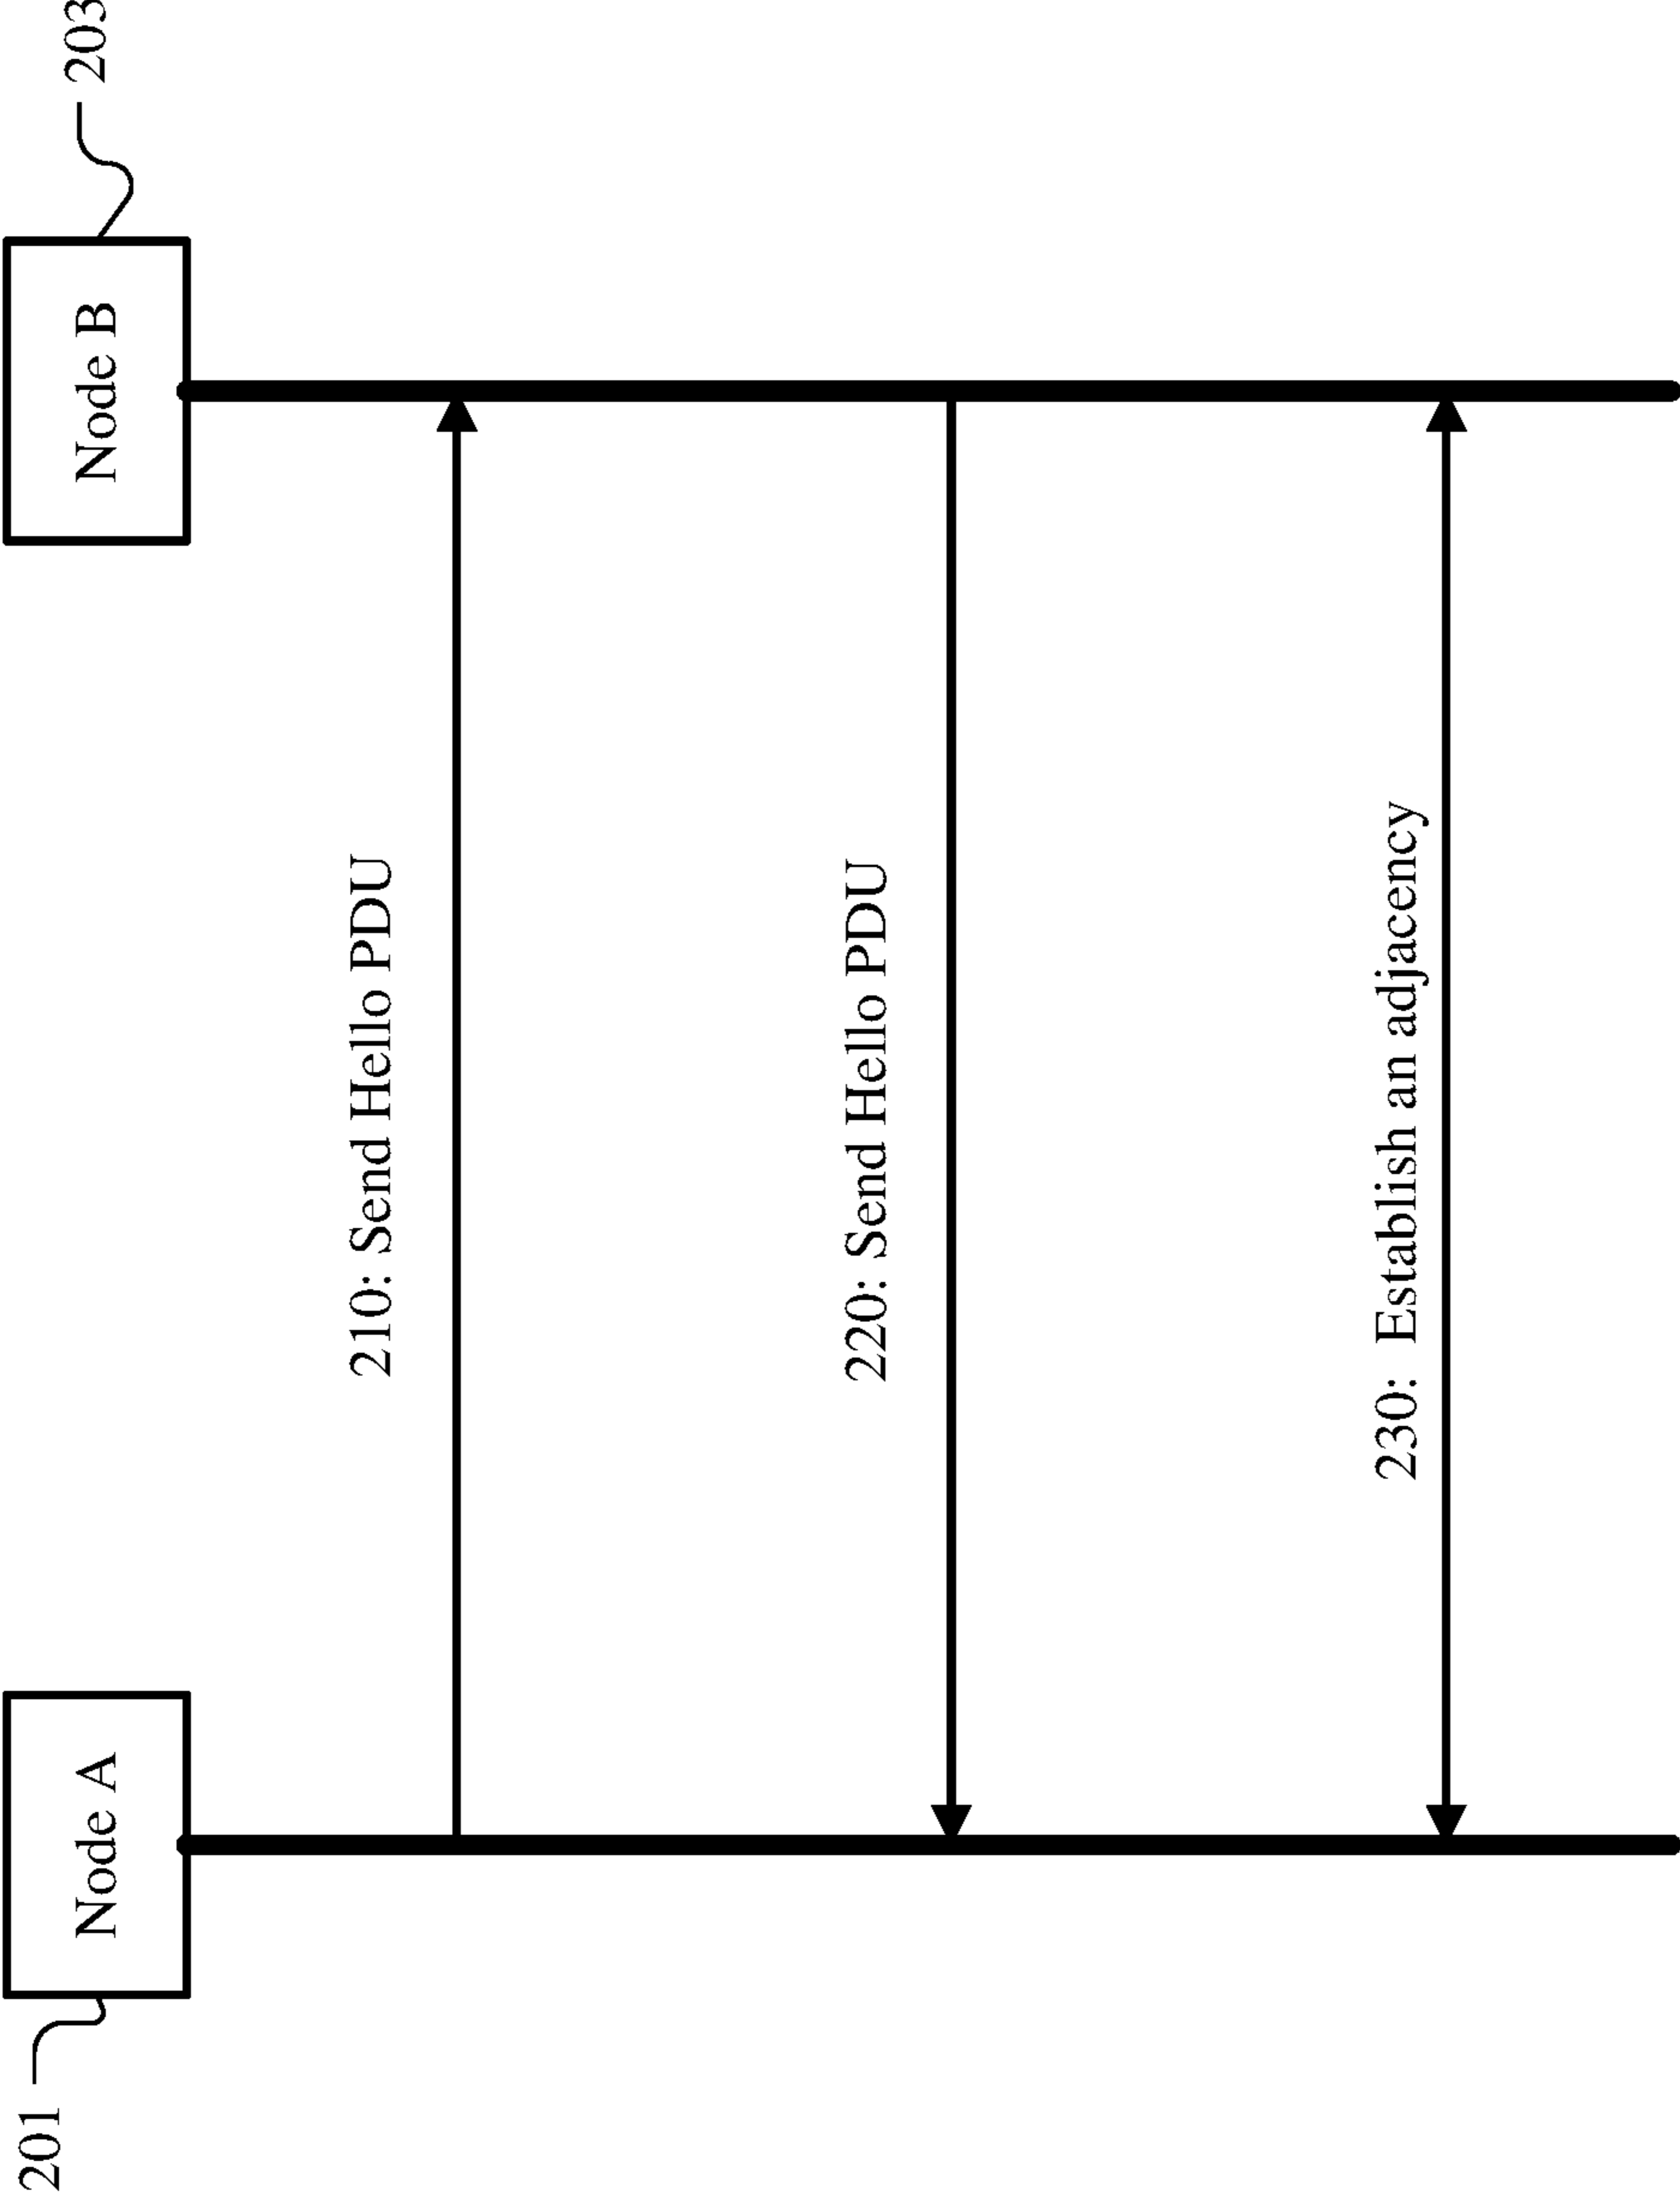 201
Node A
Node B
203
210: Send Hello PDU
220: Send Hello PDU
230: Establish an adjacency